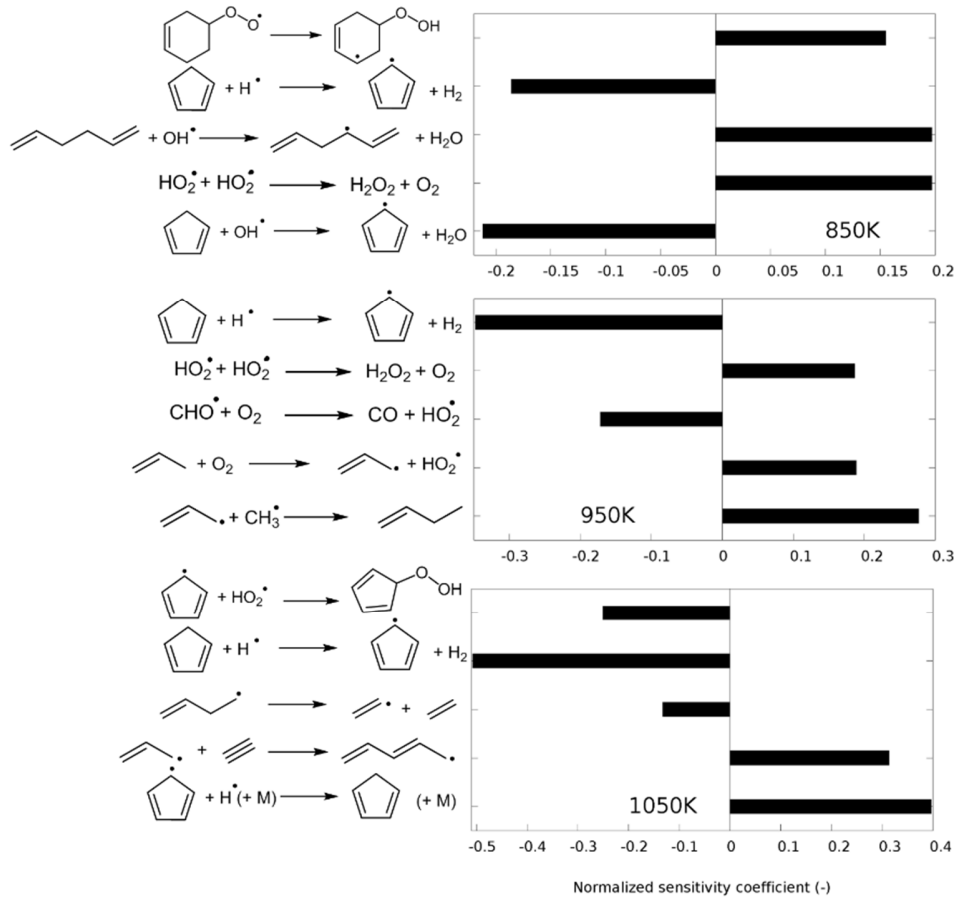 O
O•
O
OH
+ H• + H₂
+ OH• + H₂O
HO₂• + HO₂• H₂O₂ + O₂
+ OH• + H₂O
850K
-0.2 -0.15 -0.1 -0.05 0 0.05 0.1 0.15 0.2
+ H• + H₂
HO₂• + HO₂• H₂O₂ + O₂
CHO• + O₂ CO + HO₂•
+ O₂ + HO₂•
+ CH₃•
950K
-0.3 -0.2 -0.1 0 0.1 0.2 0.3
+ HO₂•
O
OH
+ H• + H₂
+
+
+ H• (+ M) (+ M)
1050K
-0.5 -0.4 -0.3 -0.2 -0.1 0 0.1 0.2 0.3 0.4
Normalized sensitivity coefficient (-)